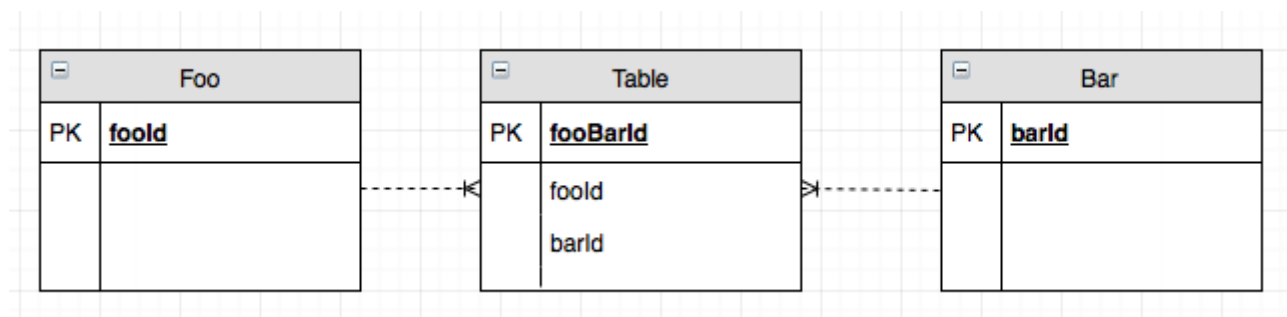 Foo
PK fooId
Table
PK fooBarId
fooId
barId
Bar
PK barId